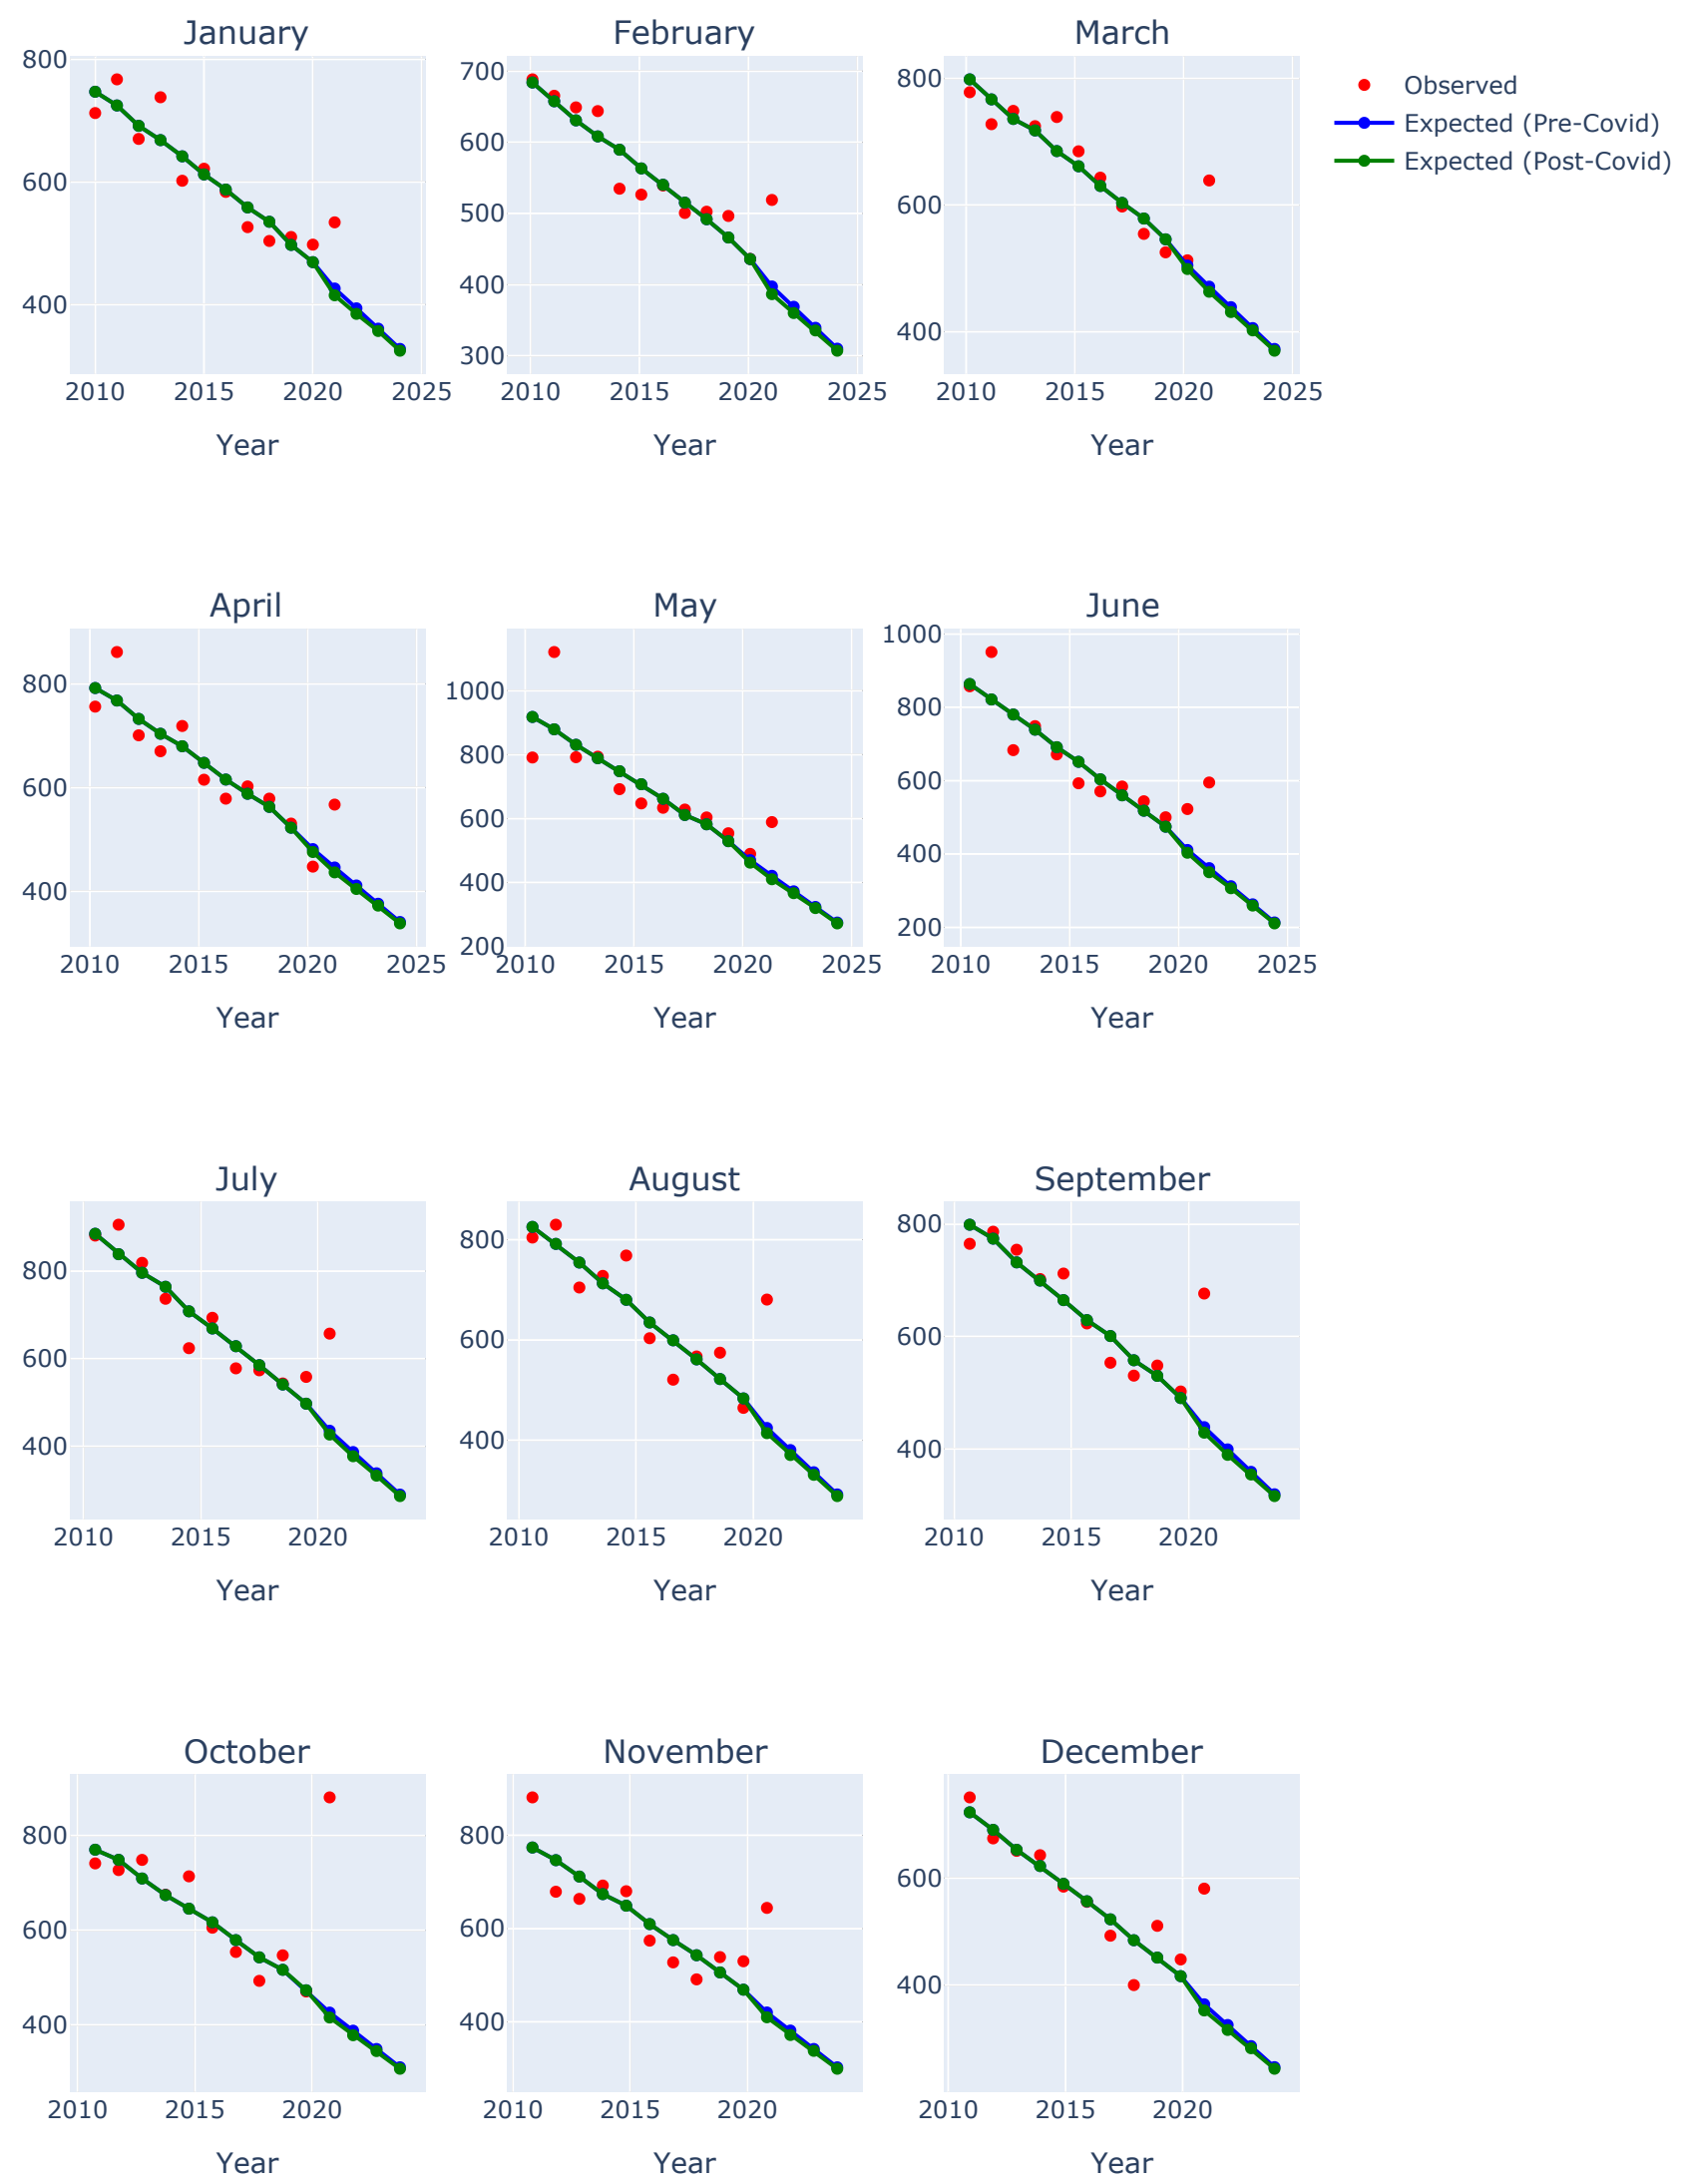 January February March
800
600
400
2010 2015 2020 2025
Year
700
600
500
400
300
2010 2015 2020 2025
Year
800
600
400
2010 2015 2020 2025
Year
Observed
Expected (Pre-Covid)
Expected (Post-Covid)
April May June
800
600
400
2010 2015 2020 2025
Year
1000
800
600
400
200
2010 2015 2020 2025
Year
1000
800
600
400
200
2010 2015 2020 2025
Year
July August September
800
600
400
2010 2015 2020
Year
800
600
400
2010 2015 2020
Year
800
600
400
2010 2015 2020
Year
October November December
800
600
400
2010 2015 2020
Year
800
600
400
2010 2015 2020
Year
600
400
2010 2015 2020
Year